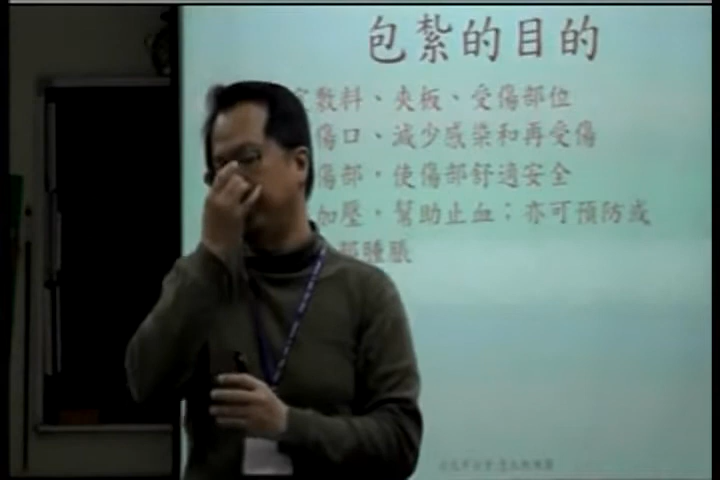 包紮的目的
敷料、夾板、受傷部位
傷口、減少感染和再受傷
傷部，使傷部舒適安全
加壓，幫助止血；亦可預防或
部腫脹